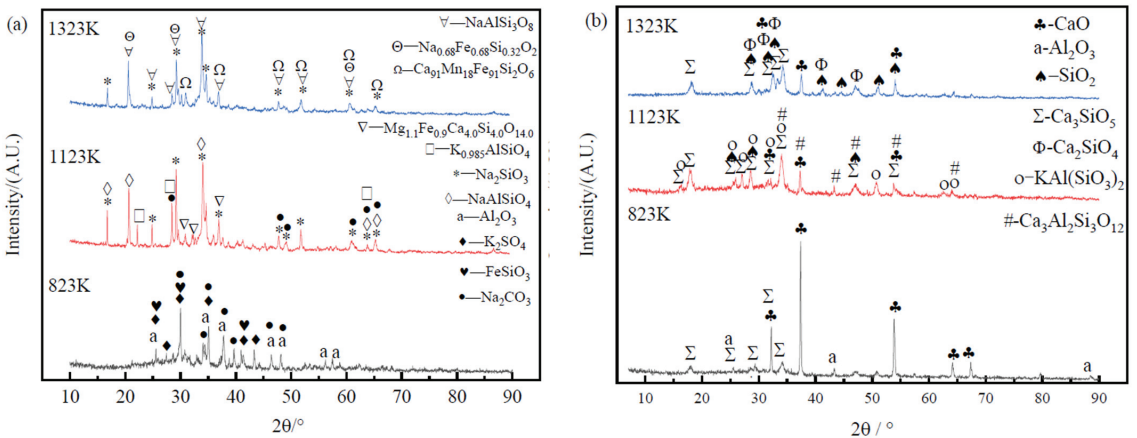 (a)
1323K
1123K
823K
∀—NaAlSi3O8
Θ—Na0.68Fe0.68Si0.32O2
Ω—Ca91Mn18Fe91Si2O6
▽—Mg1.1Fe0.9Ca4.0Si4.0O14.0
□—K0.985AlSiO4
*—Na2SiO3
◇—NaAlSiO4
a—Al2O3
♦—K2SO4
♥—FeSiO3
•—Na2CO3
Intensity/(A.U.)
10 20 30 40 50 60 70 80 90
2θ/°
(b)
1323K
1123K
823K
♣-CaO
a-Al2O3
♠–SiO2
Σ-Ca3SiO5
Φ-Ca2SiO4
o–KAl(SiO3)2
#-Ca3Al2Si3O12
Intensity/(A.U.)
10 20 30 40 50 60 70 80 90
2θ / °